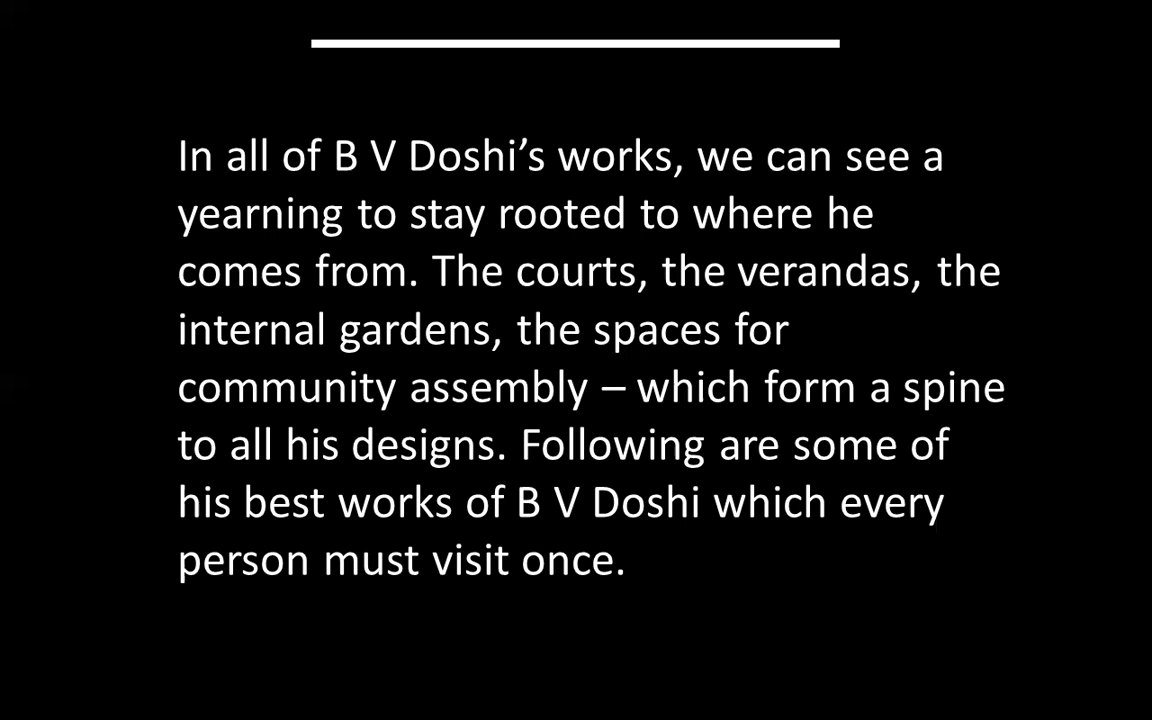 In all of B V Doshi’s works, we can see a
yearning to stay rooted to where he
comes from. The courts, the verandas, the
internal gardens, the spaces for
community assembly – which form a spine
to all his designs. Following are some of
his best works of B V Doshi which every
person must visit once.